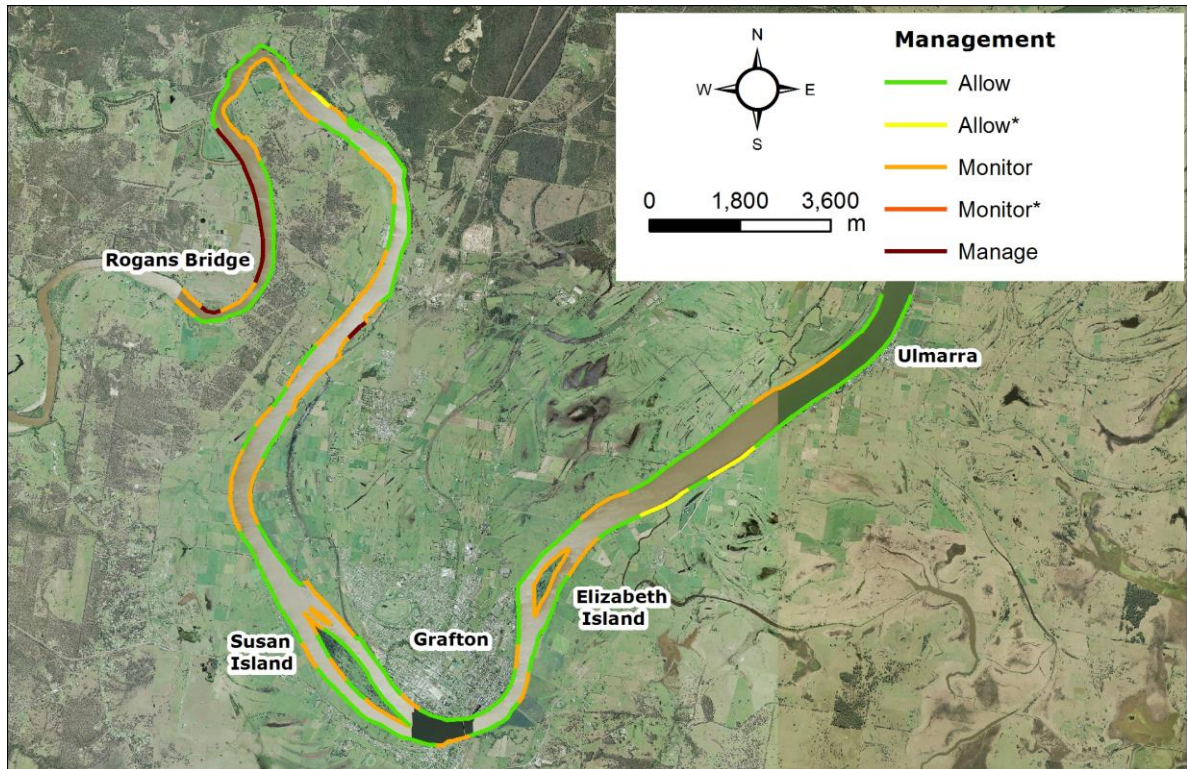 Management
N
W
E
S
Allow
Allow*
Monitor
Monitor*
Manage
0
1,800
3,600
m
Rogans Bridge
Ulmarra
Elizabeth
Island
Grafton
Susan
Island